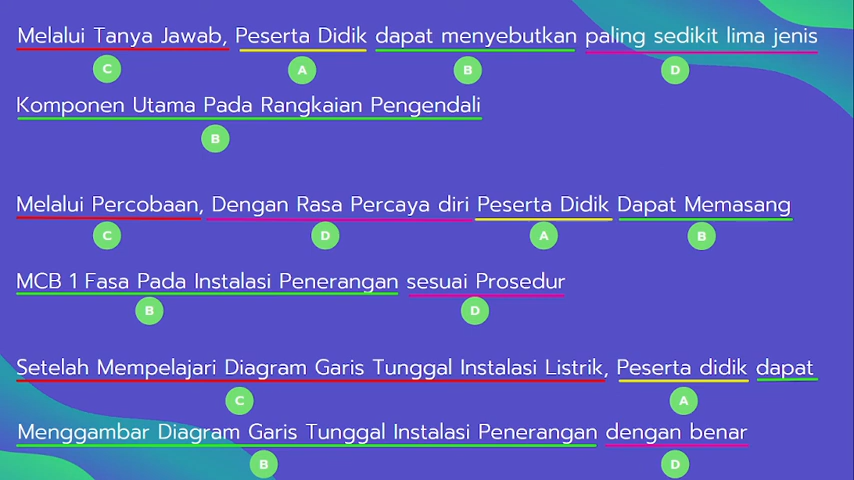 Melalui Tanya Jawab, Peserta Didik dapat menyebutkan paling sedikit lima jenis
C A B D
Komponen Utama Pada Rangkaian Pengendali
B
Melalui Percobaan, Dengan Rasa Percaya diri Peserta Didik Dapat Memasang
C D A B
MCB 1 Fasa Pada Instalasi Penerangan sesuai Prosedur
B D
Setelah Mempelajari Diagram Garis Tunggal Instalasi Listrik, Peserta didik dapat
C A
Menggambar Diagram Garis Tunggal Instalasi Penerangan dengan benar
B D